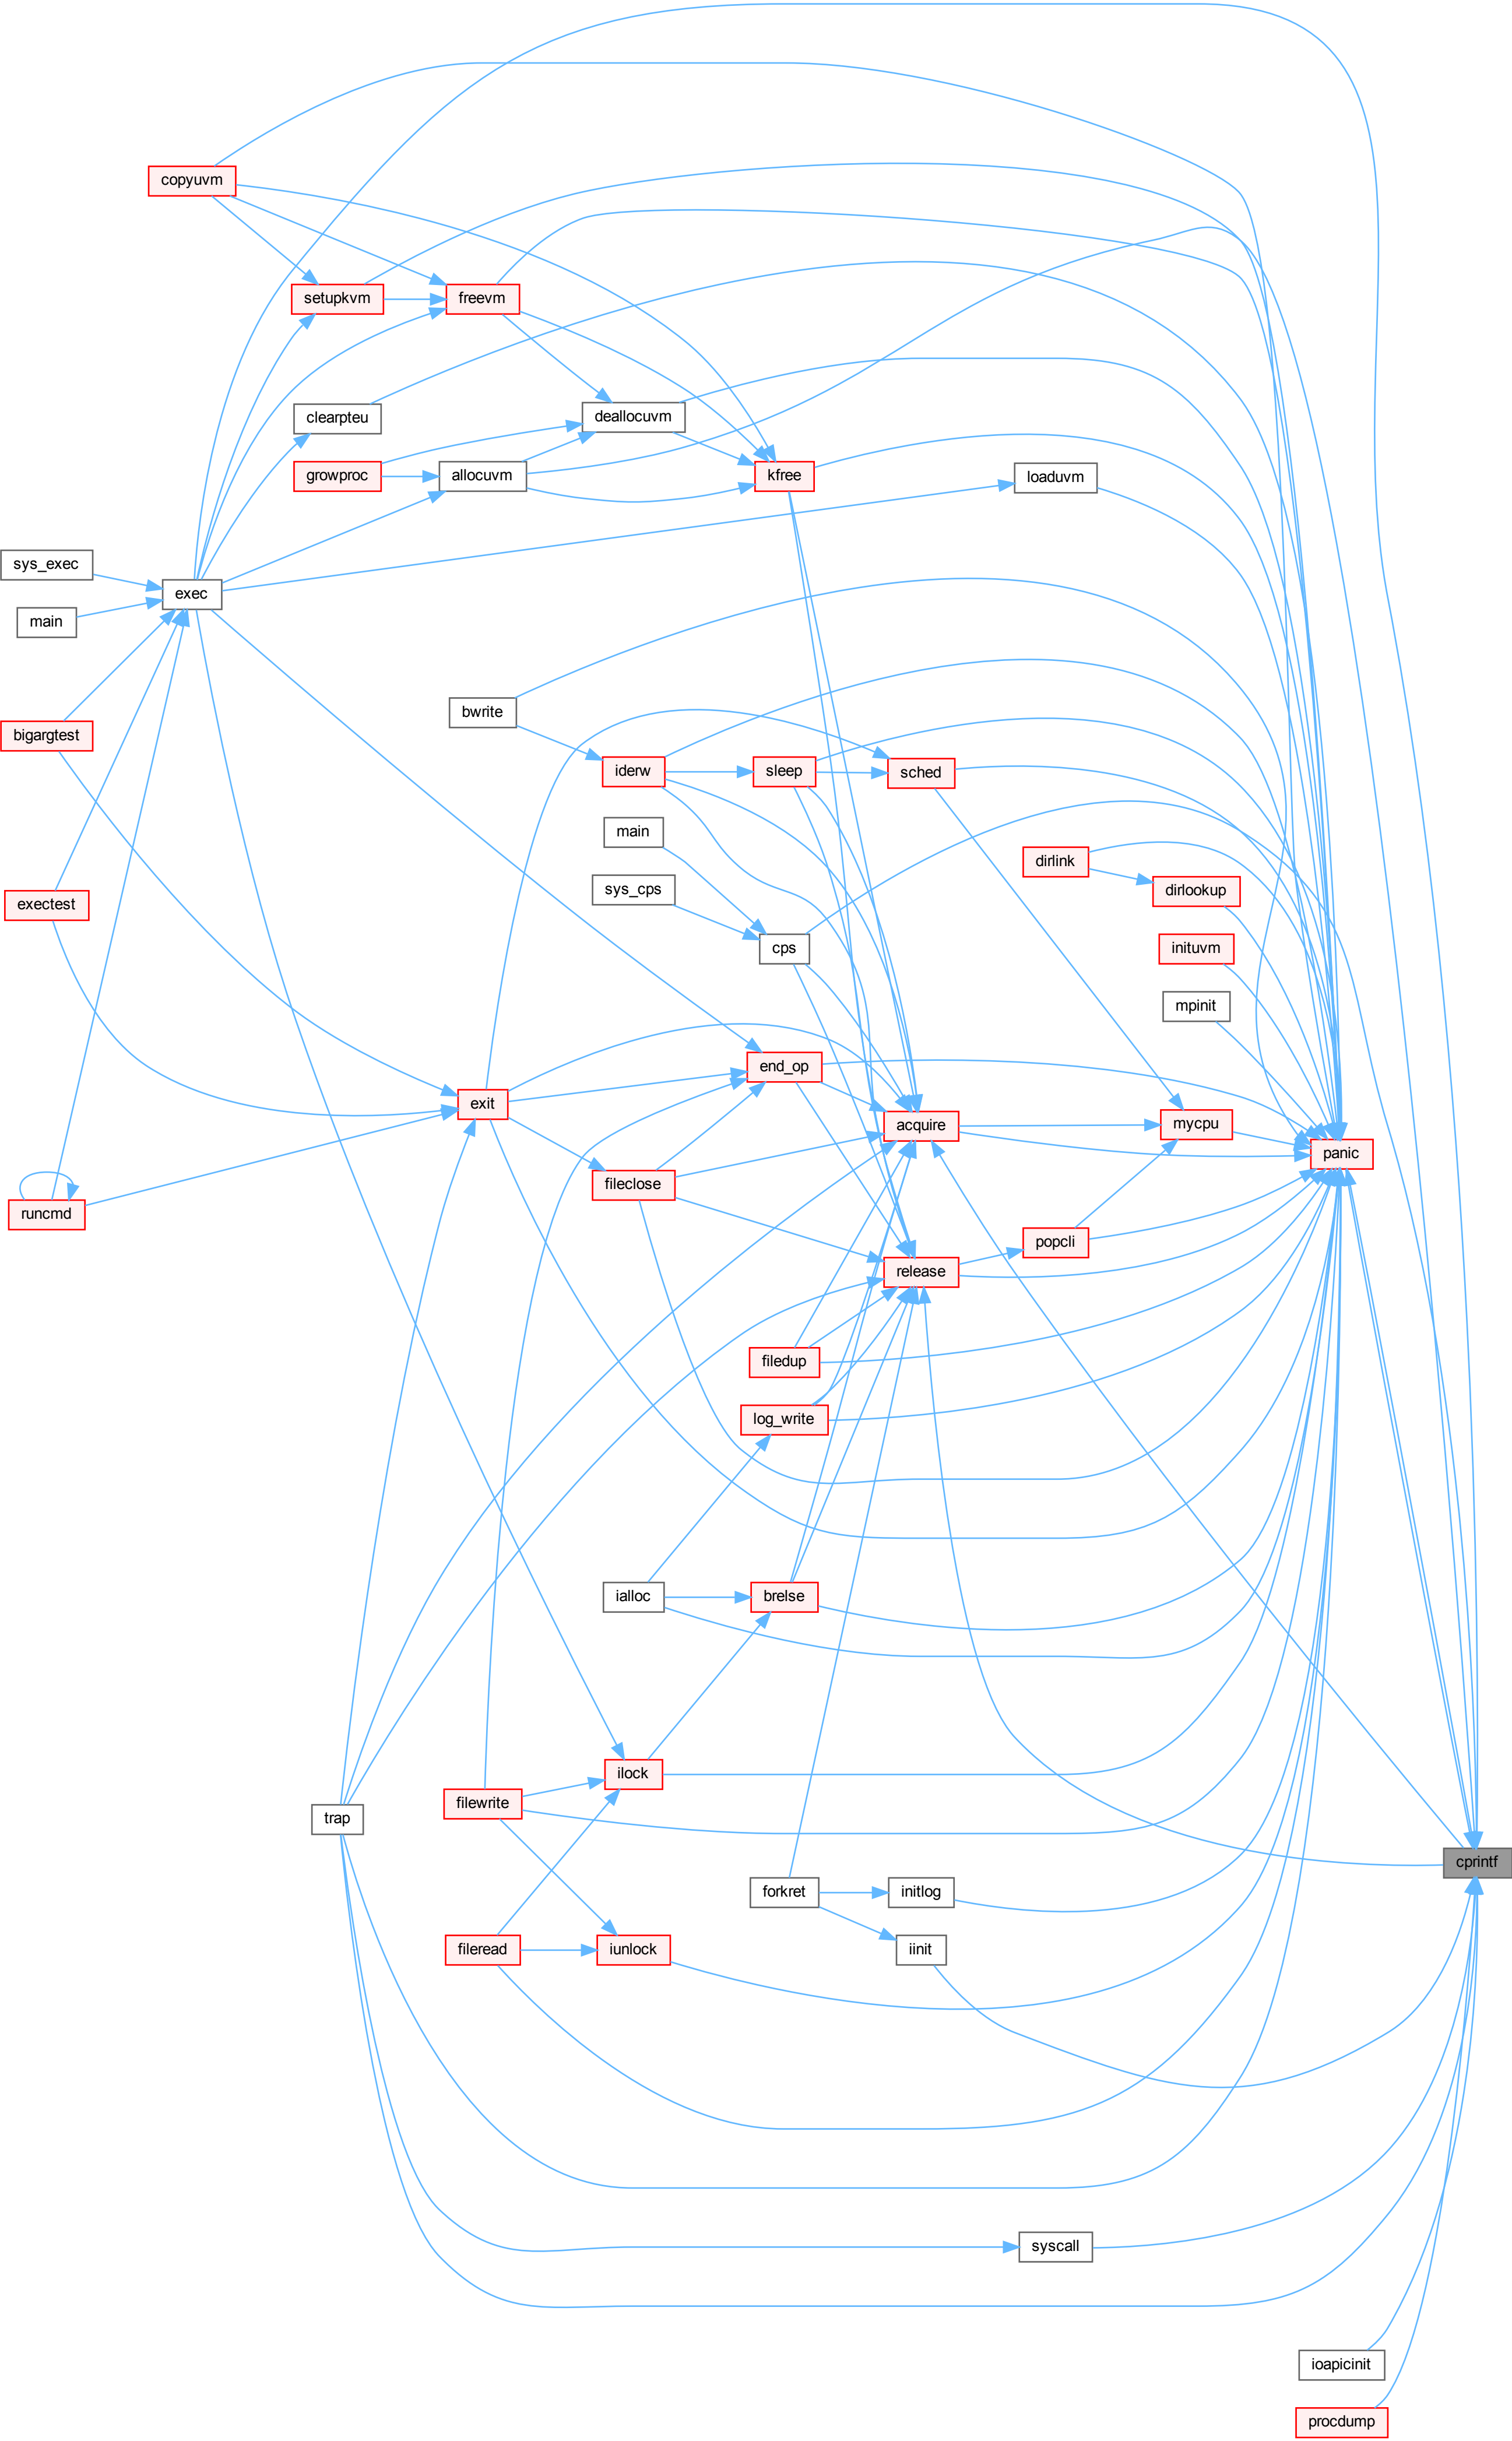 copyuvm
setupkvm
freevm
clearpteu
deallocuvm
growproc
allocuvm
kfree
loaduvm
sys_exec
exec
main
bwrite
bigargtest
iderw
sleep
sched
main
dirlink
sys_cps
dirlookup
exectest
cps
inituvm
mpinit
end_op
exit
acquire
mycpu
panic
fileclose
runcmd
popcli
release
filedup
log_write
ialloc
brelse
ilock
filewrite
trap
cprintf
forkret
initlog
fileread
iunlock
iinit
syscall
ioapicinit
procdump